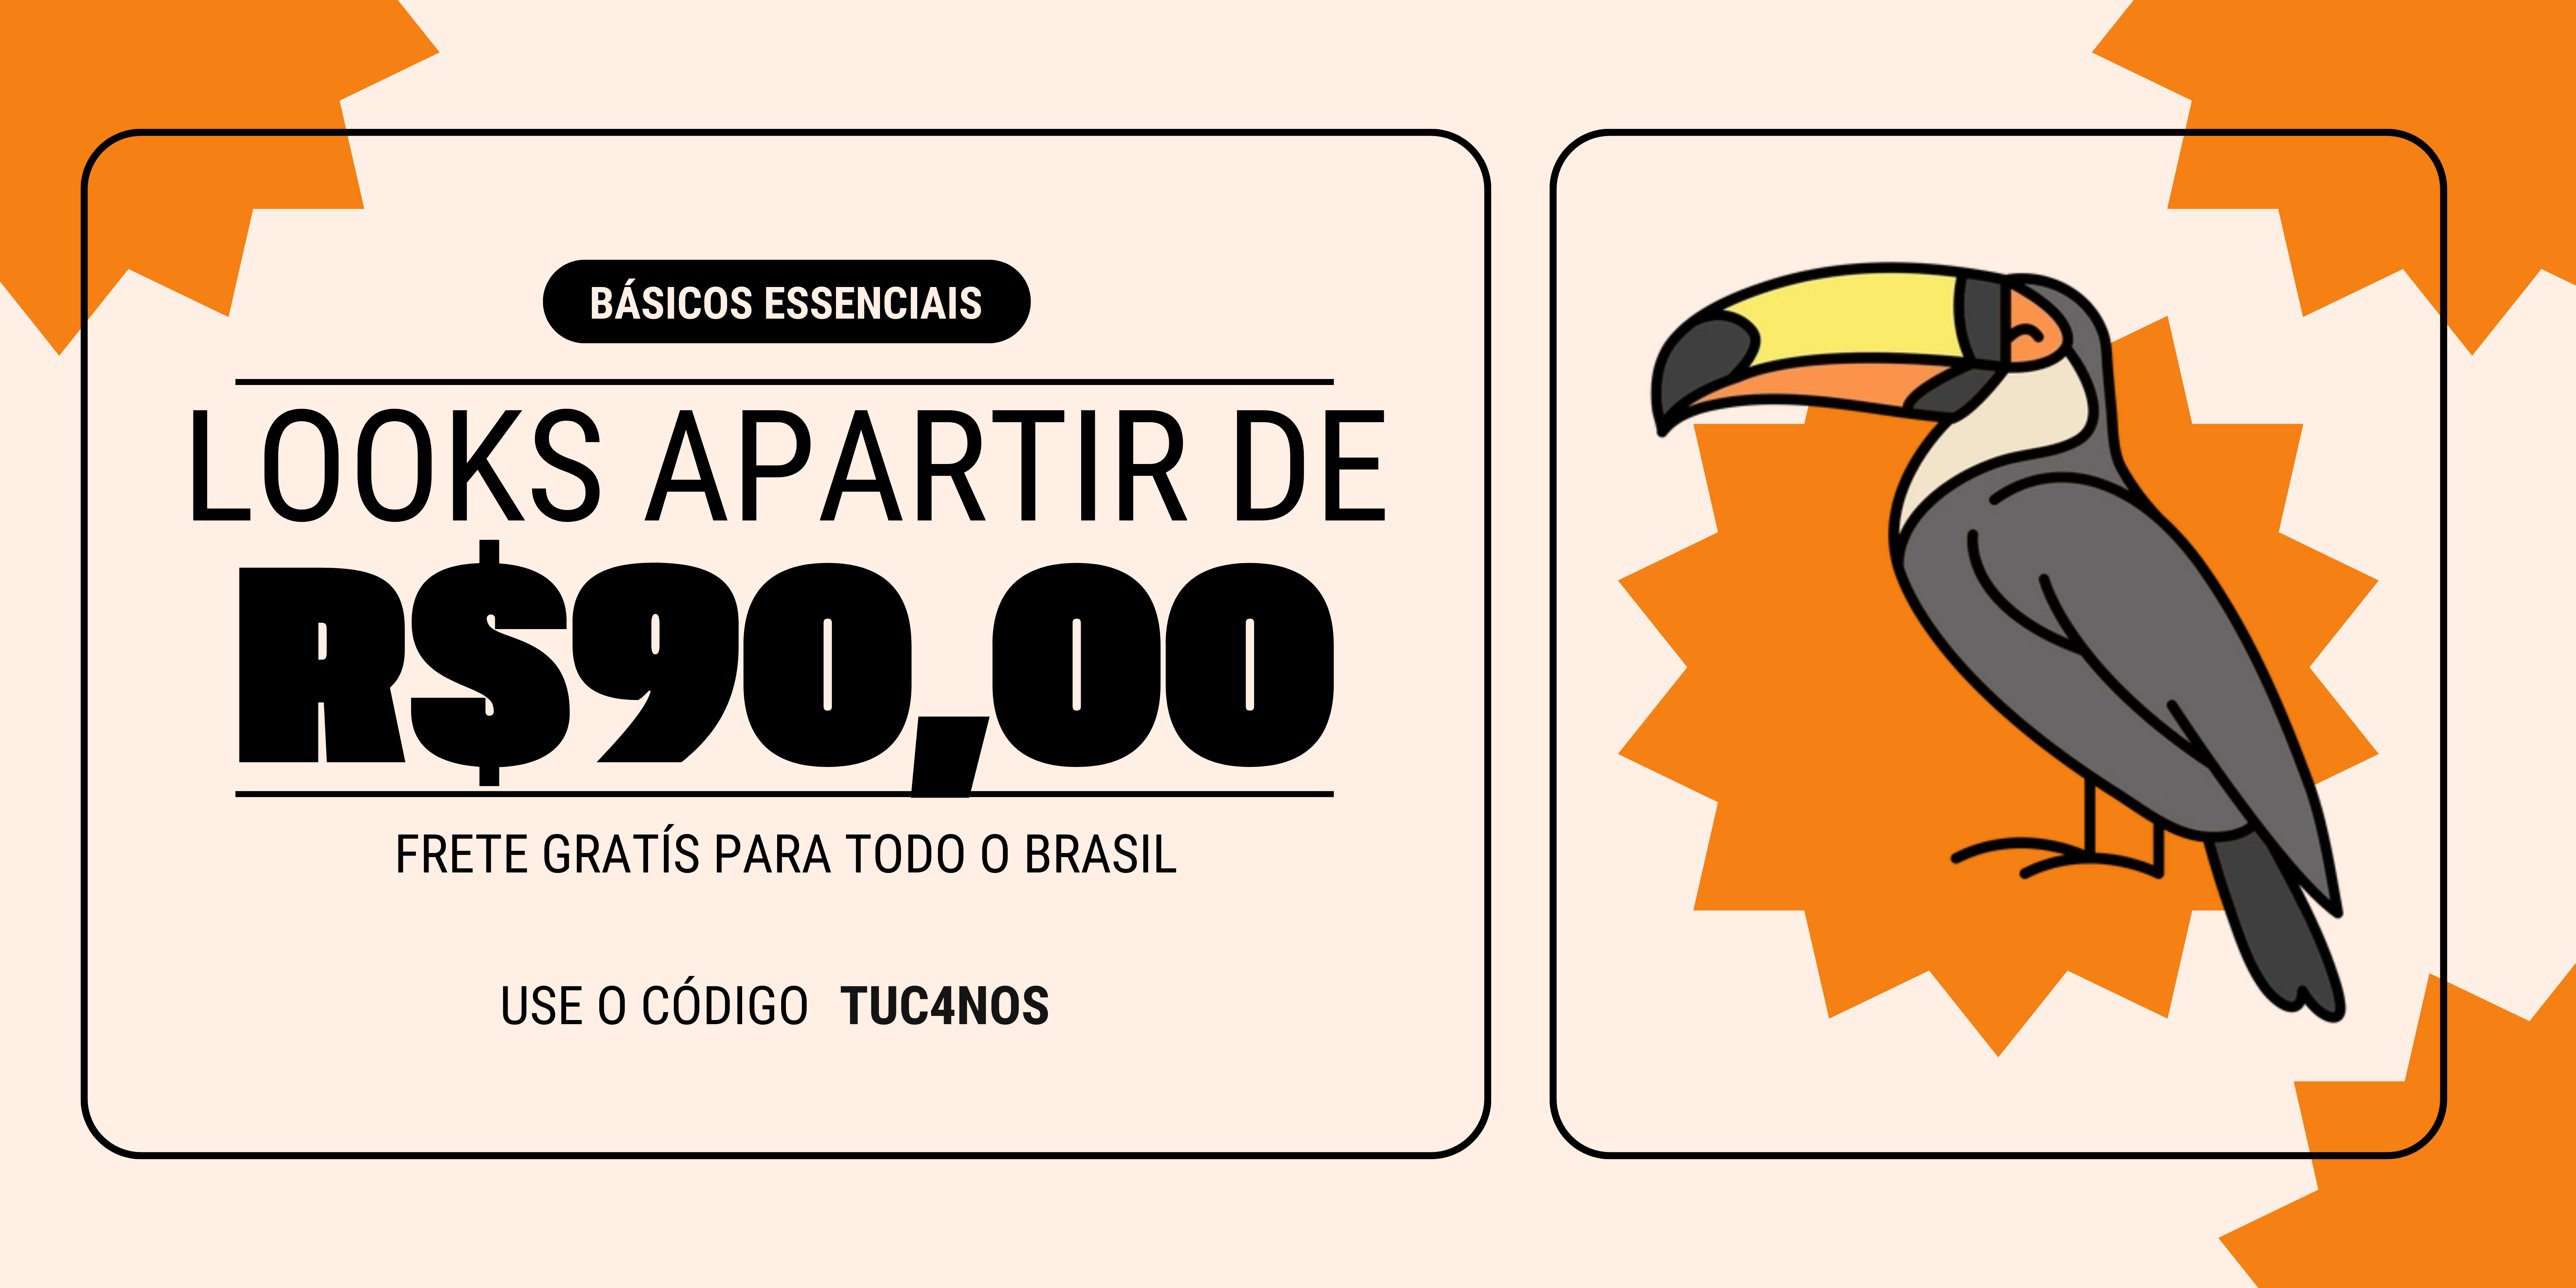 BÁSICOS ESSENCIAIS
LOOKS APARTIR DE
R$90,00
FRETE GRATÍS PARA TODO O BRASIL
USE O CÓDIGO TUC4NOS